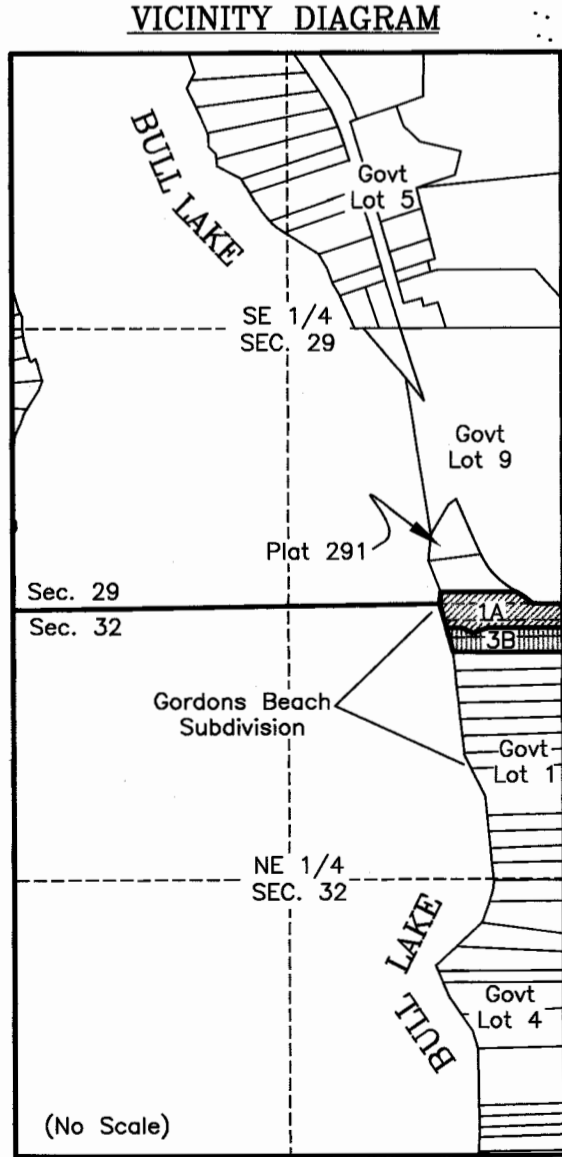 VICINITY DIAGRAM
BULL LAKE
Govt
Lot 5
SE 1/4
SEC. 29
Govt
Lot 9
Plat 291
Sec. 29
Sec. 32
1A
3B
Gordons Beach
Subdivision
Govt
Lot 1
NE 1/4
SEC. 32
BULL LAKE
Govt
Lot 4
(No Scale)